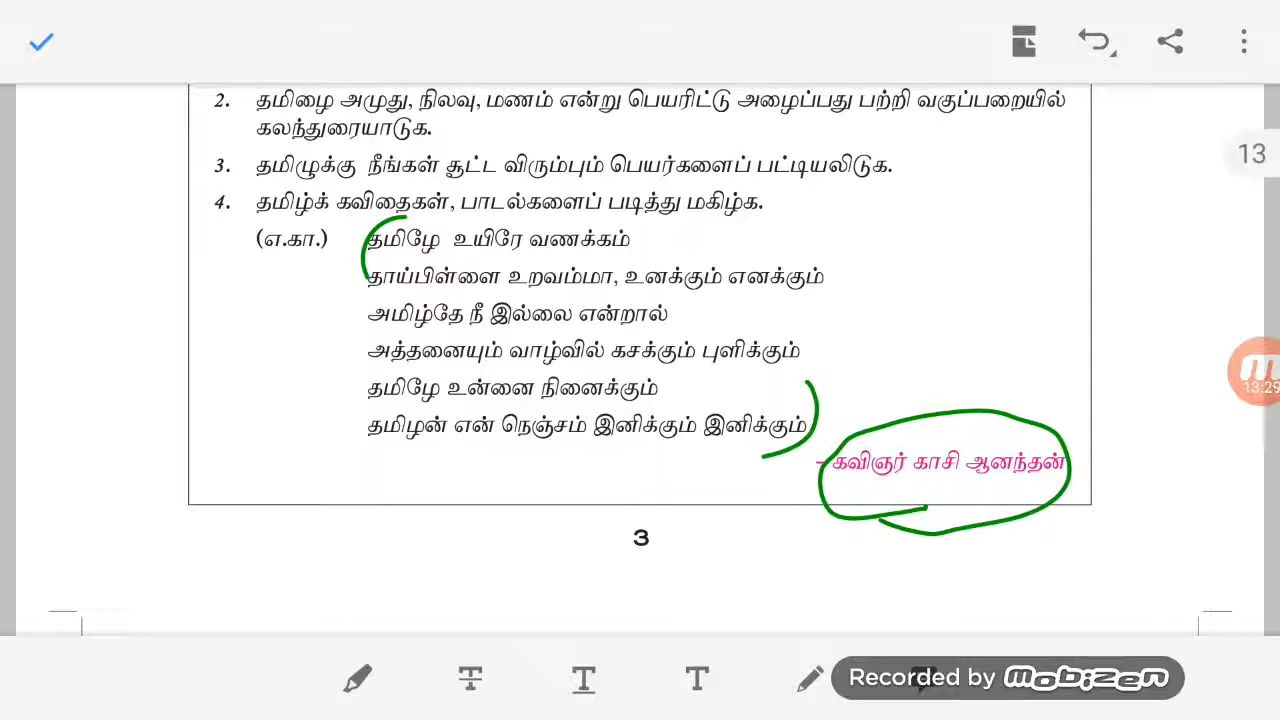 2. தமிழை அமுது, நிலவு, மணம் என்று பெயரிட்டு அழைப்பது பற்றி வகுப்பறையில்
கலந்துரையாடுக.
13
3. தமிழுக்கு நீங்கள் சூட்ட விரும்பும் பெயர்களைப் பட்டியலிடுக.
4. தமிழ்க் கவிதைகள், பாடல்களைப் படித்து மகிழ்க.
(எ.கா.) தமிழே உயிரே வணக்கம்
தாய்பிள்ளை உறவம்மா, உனக்கும் எனக்கும்
அமிழ்தே நீ இல்லை என்றால்
அத்தனையும் வாழ்வில் கசக்கும் புளிக்கும்
தமிழே உன்னை நினைக்கும்
13:29
தமிழன் என் நெஞ்சம் இனிக்கும் இனிக்கும்
– கவிஞர் காசி ஆனந்தன்
3
T T T
Recorded by mobizen